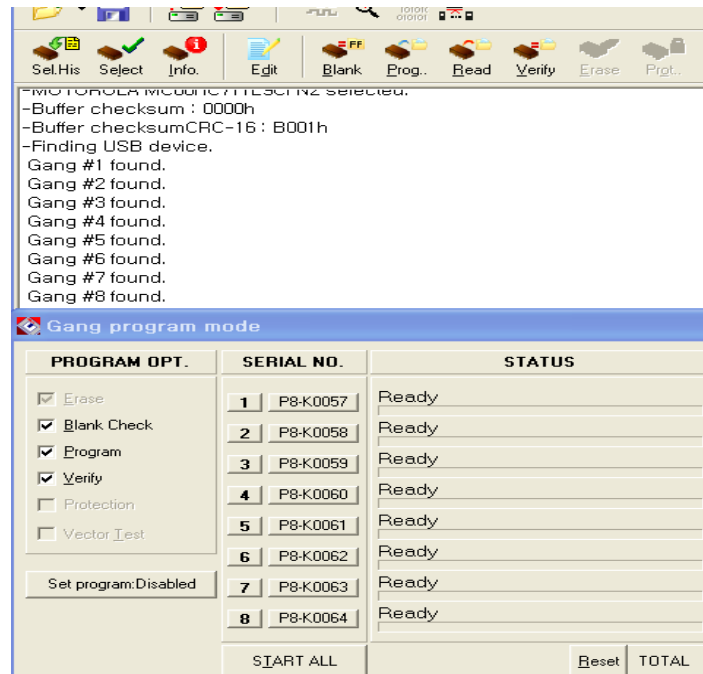 Sel.His Select Info. Edit Blank Prog.. Read Verify Erase Prot..
selected.
-Buffer checksum : 0000h
-Buffer checksumCRC-16 : B001h
-Finding USB device.
Gang #1 found.
Gang #2 found.
Gang #3 found.
Gang #4 found.
Gang #5 found.
Gang #6 found.
Gang #7 found.
Gang #8 found.
Gang program mode
PROGRAM OPT. SERIAL NO. STATUS
Erase
Blank Check
Program
Verify
Protection
Vector Test
Set program:Disabled
1 P8-K0057 Ready
2 P8-K0058 Ready
3 P8-K0059 Ready
4 P8-K0060 Ready
5 P8-K0061 Ready
6 P8-K0062 Ready
7 P8-K0063 Ready
8 P8-K0064 Ready
START ALL Reset TOTAL